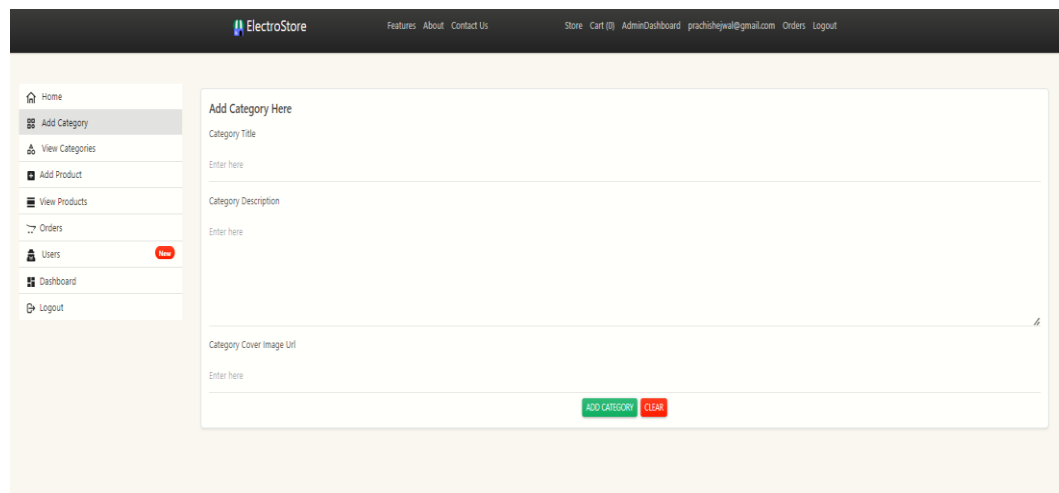 ElectroStore Features About Contact Us Store Cart (0) AdminDashboard prachishejwal@gmail.com Orders Logout
Home
Add Category
View Categories
Add Product
View Products
Orders
Users New
Dashboard
Logout
Add Category Here
Category Title
Enter here
Category Description
Enter here
Category Cover Image Url
Enter here
ADD CATEGORY CLEAR